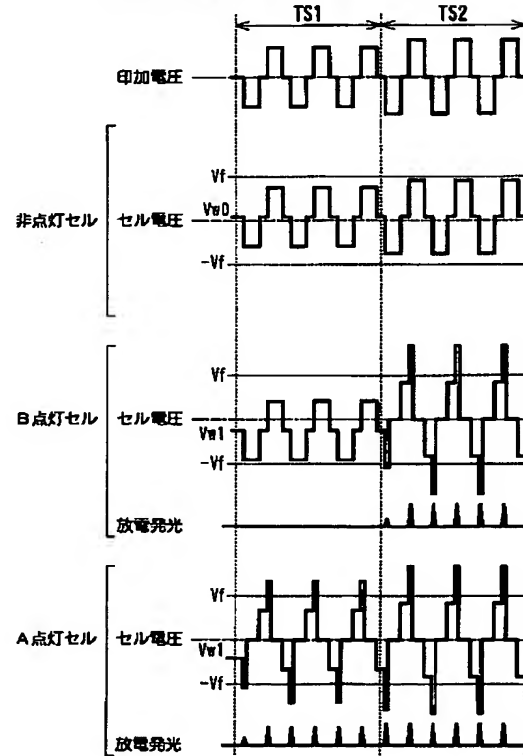 TS1 TS2
印加電圧
Vf
Vw0
非点灯セル セル電圧
-Vf
Vf
B点灯セル セル電圧
Vw1
-Vf
放電発光
Vf
A点灯セル セル電圧
Vw1
-Vf
放電発光